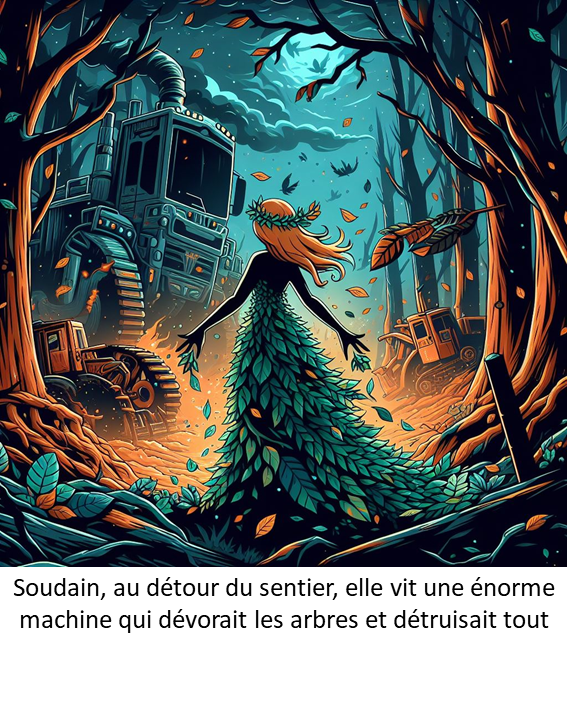 Soudain, au détour du sentier, elle vit une énorme
machine qui dévorait les arbres et détruisait tout